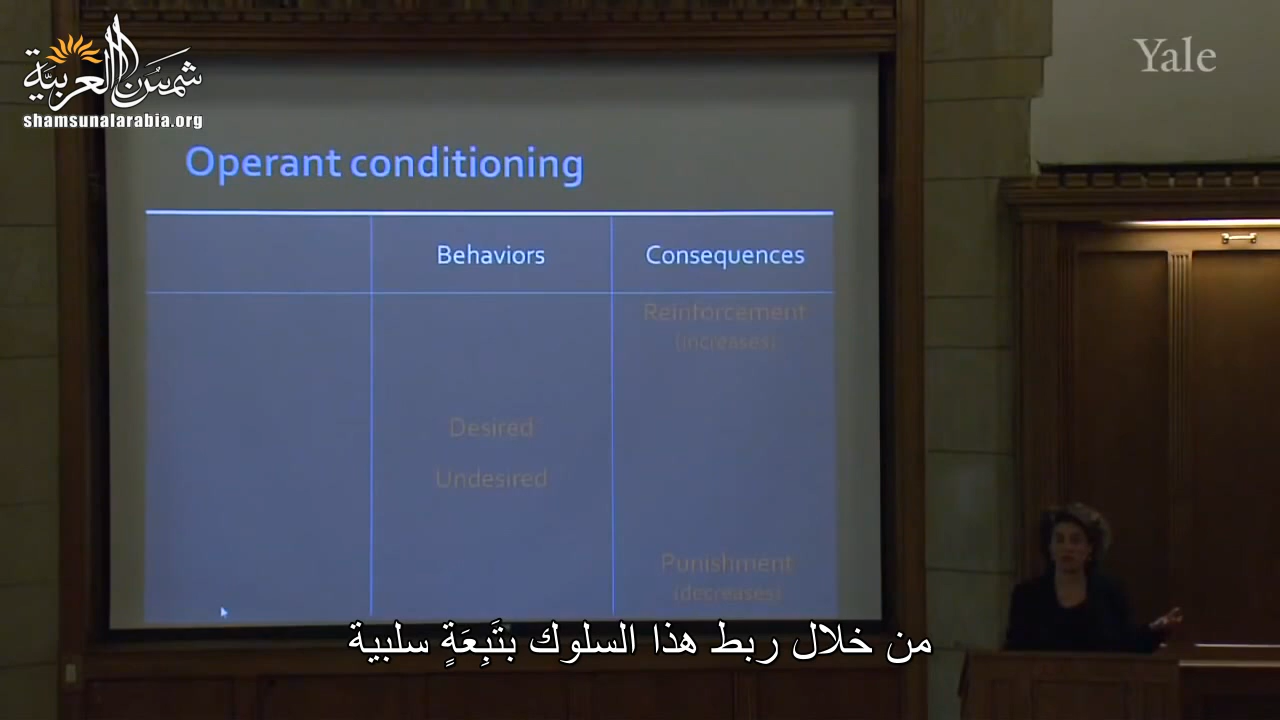 شمسُ العربيَّة
shamsunalarabia.org
Yale
Operant conditioning
Behaviors
Consequences
Reinforcement
(increases)
Desired
Undesired
Punishment
(decreases)
من خلال ربط هذا السلوك بتَبِعَةٍ سلبية